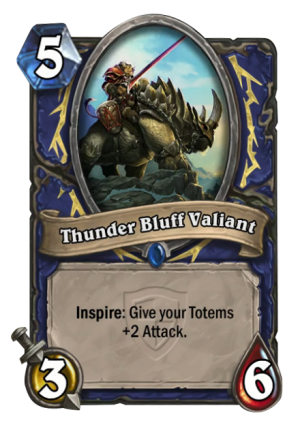 5
Thunder Bluff Valiant
Inspire: Give your Totems
+2 Attack.
3
6